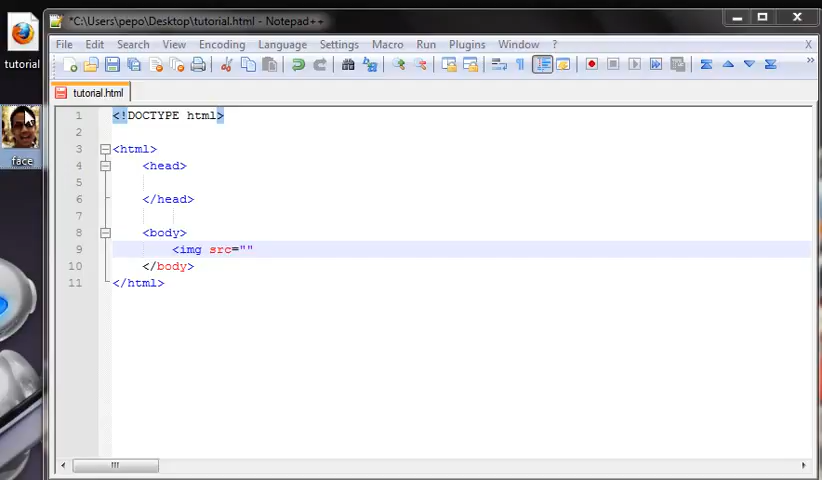 *C:\Users\pepo\Desktop\tutorial.html - Notepad++
tutorial
face
File Edit Search View Encoding Language Settings Macro Run Plugins Window ? X
tutorial.html
1 <!DOCTYPE html>
2
3 <html>
4 <head>
5
6 </head>
7
8 <body>
9 <img src=""
10 </body>
11 </html>